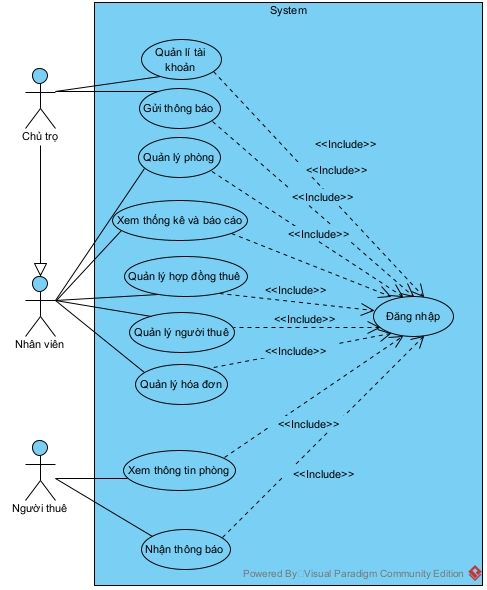 System
Quản lí tài
khoản
Gửi thông báo
Chủ trọ
<<Include>>
Quản lý phòng
<<Include>>
<<Include>>
Xem thống kê và báo cáo
<<Include>>
Quản lý hợp đồng thuê
<<Include>>
Đăng nhập
Nhân viên
Quản lý người thuê
<<Include>>
<<Include>>
Quản lý hóa đơn
<<Include>>
Xem thông tin phòng
<<Include>>
Người thuê
Nhận thông báo
Powered By Visual Paradigm Community Edition